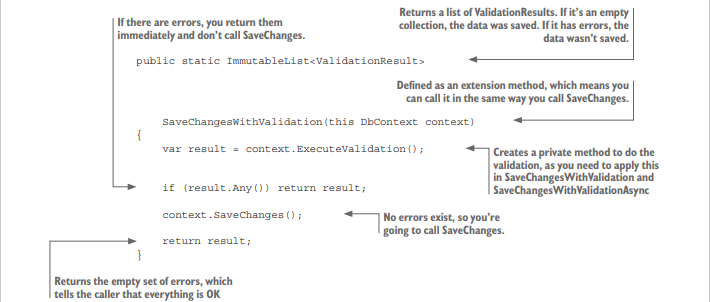 Returns a list of ValidationResults. If it's an empty
collection, the data was saved. If it has errors, the
data wasn't saved.
If there are errors, you return them
immediately and don't call SaveChanges.
public static ImmutableList<ValidationResult>
Defined as an extension method, which means you
can call it in the same way you call SaveChanges.
SaveChangesWithValidation(this DbContext context)
{
var result = context.ExecuteValidation();
Creates a private method to do the
validation, as you need to apply this
in SaveChangesWithValidation and
SaveChangesWithValidationAsync
if (result.Any()) return result;
context.SaveChanges();
No errors exist, so you're
going to call SaveChanges.
return result;
}
Returns the empty set of errors, which
tells the caller that everything is OK